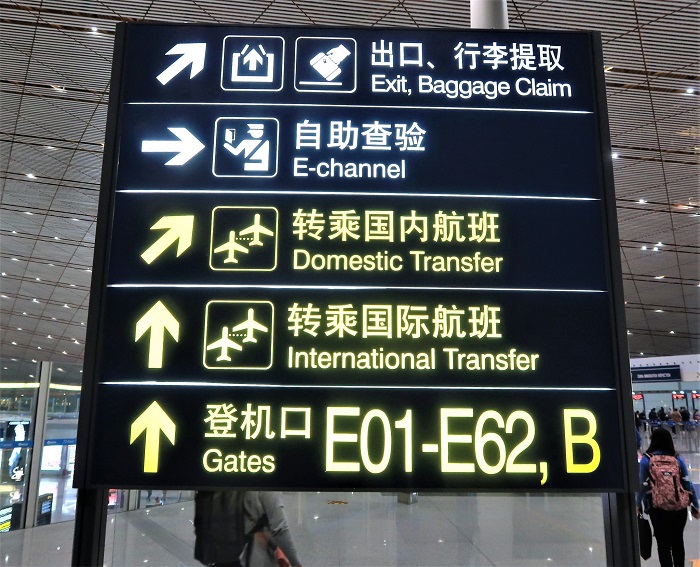 出口、行李提取
Exit, Baggage Claim
自助查验
E-channel
转乘国内航班
Domestic Transfer
转乘国际航班
International Transfer
登机口
Gates
E01-E62, B